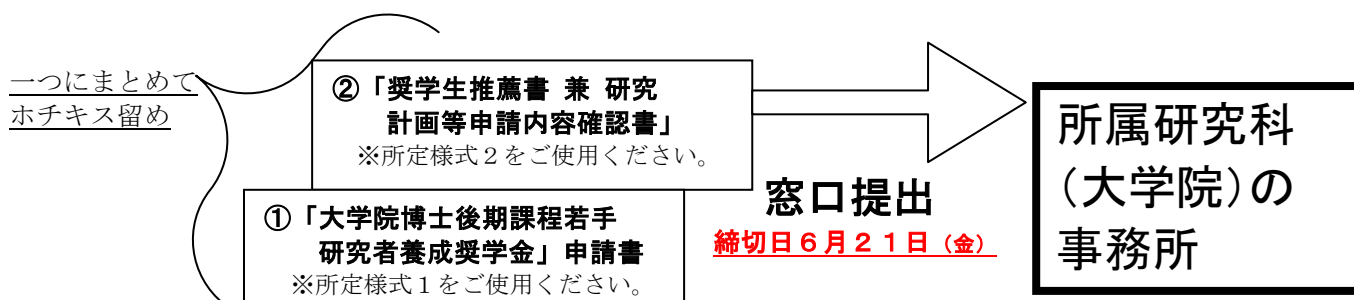 一つにまとめて
ホチキス留め
②「奨学生推薦書 兼 研究
計画等申請内容確認書」
※所定様式２をご使用ください。
①「大学院博士後期課程若手
研究者養成奨学金」申請書
※所定様式１をご使用ください。
窓口提出
締切日６月２１日（金）
所属研究科
（大学院）の
事務所